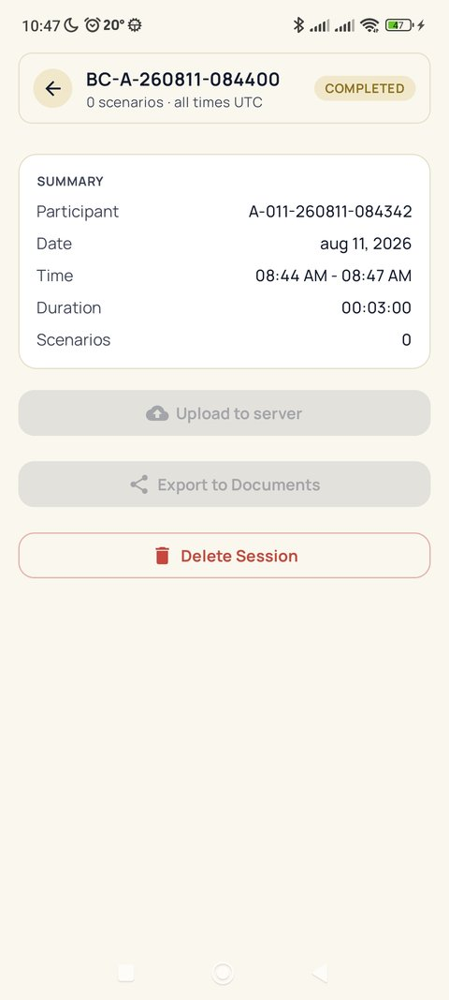 10:47 20°
47
BC-A-260811-084400
0 scenarios · all times UTC
COMPLETED
SUMMARY
Participant A-011-260811-084342
Date aug 11, 2026
Time 08:44 AM - 08:47 AM
Duration 00:03:00
Scenarios 0
Upload to server
Export to Documents
Delete Session